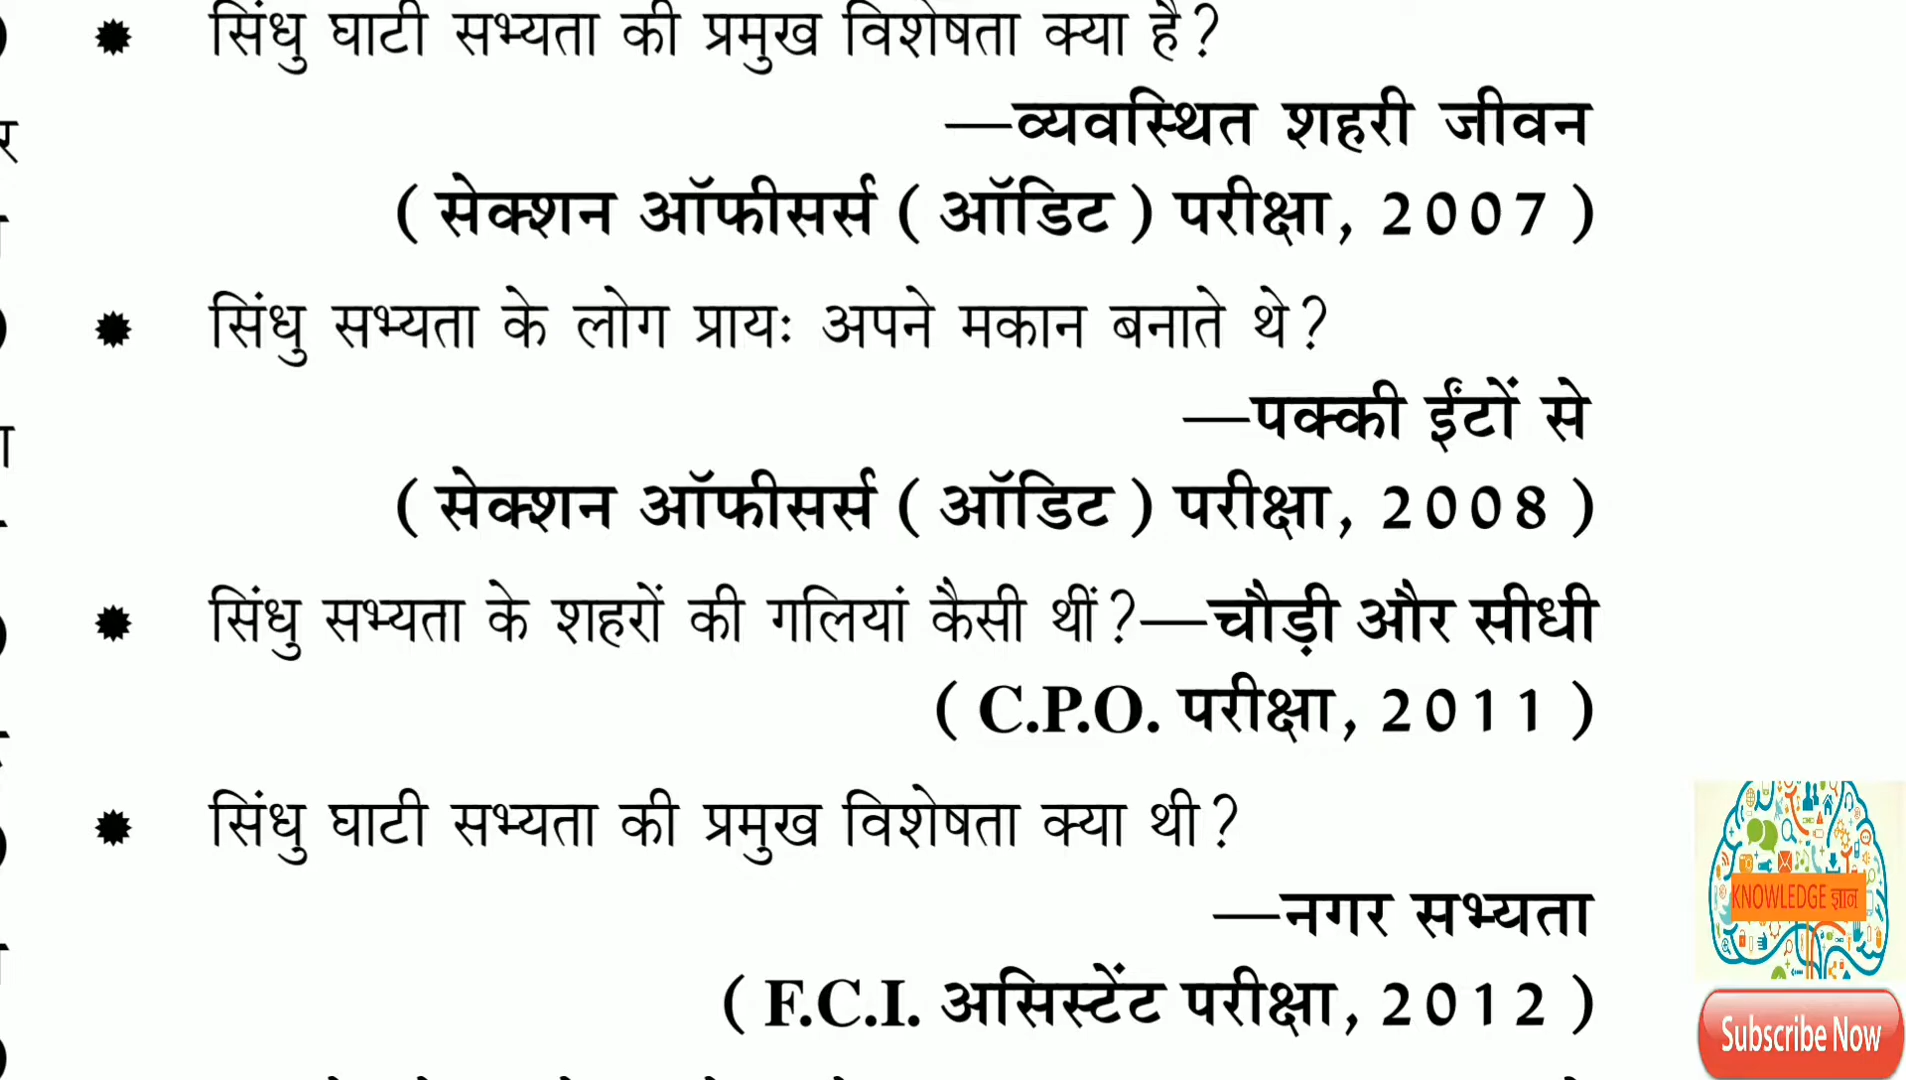 सिंधु घाटी सभ्यता की प्रमुख विशेषता क्या है?
—व्यवस्थित शहरी जीवन
( सेक्शन ऑफीसर्स ( ऑडिट ) परीक्षा, 2007 )
सिंधु सभ्यता के लोग प्रायः अपने मकान बनाते थे?
—पक्की ईंटों से
( सेक्शन ऑफीसर्स ( ऑडिट ) परीक्षा, 2008 )
सिंधु सभ्यता के शहरों की गलियां कैसी थीं?—चौड़ी और सीधी
( C.P.O. परीक्षा, 2011 )
सिंधु घाटी सभ्यता की प्रमुख विशेषता क्या थी?
—नगर सभ्यता
( F.C.I. असिस्टेंट परीक्षा, 2012 )
KNOWLEDGE ज्ञान
Subscribe Now